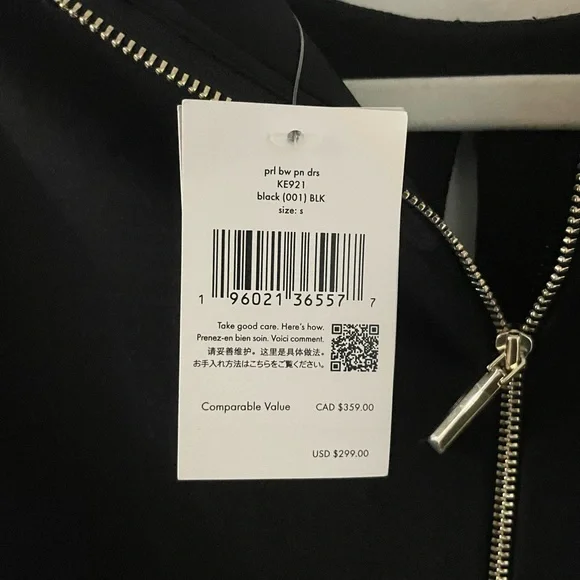 prl bw pn drs
KE921
black (001) BLK
size: s
1 96021 36557 7
Take good care. Here's how.
Prenez-en bien soin. Voici comment.
请妥善维护。这里是具体做法。
お手入れ方法はこちらをご覧ください。
Comparable Value CAD $359.00
USD $299.00